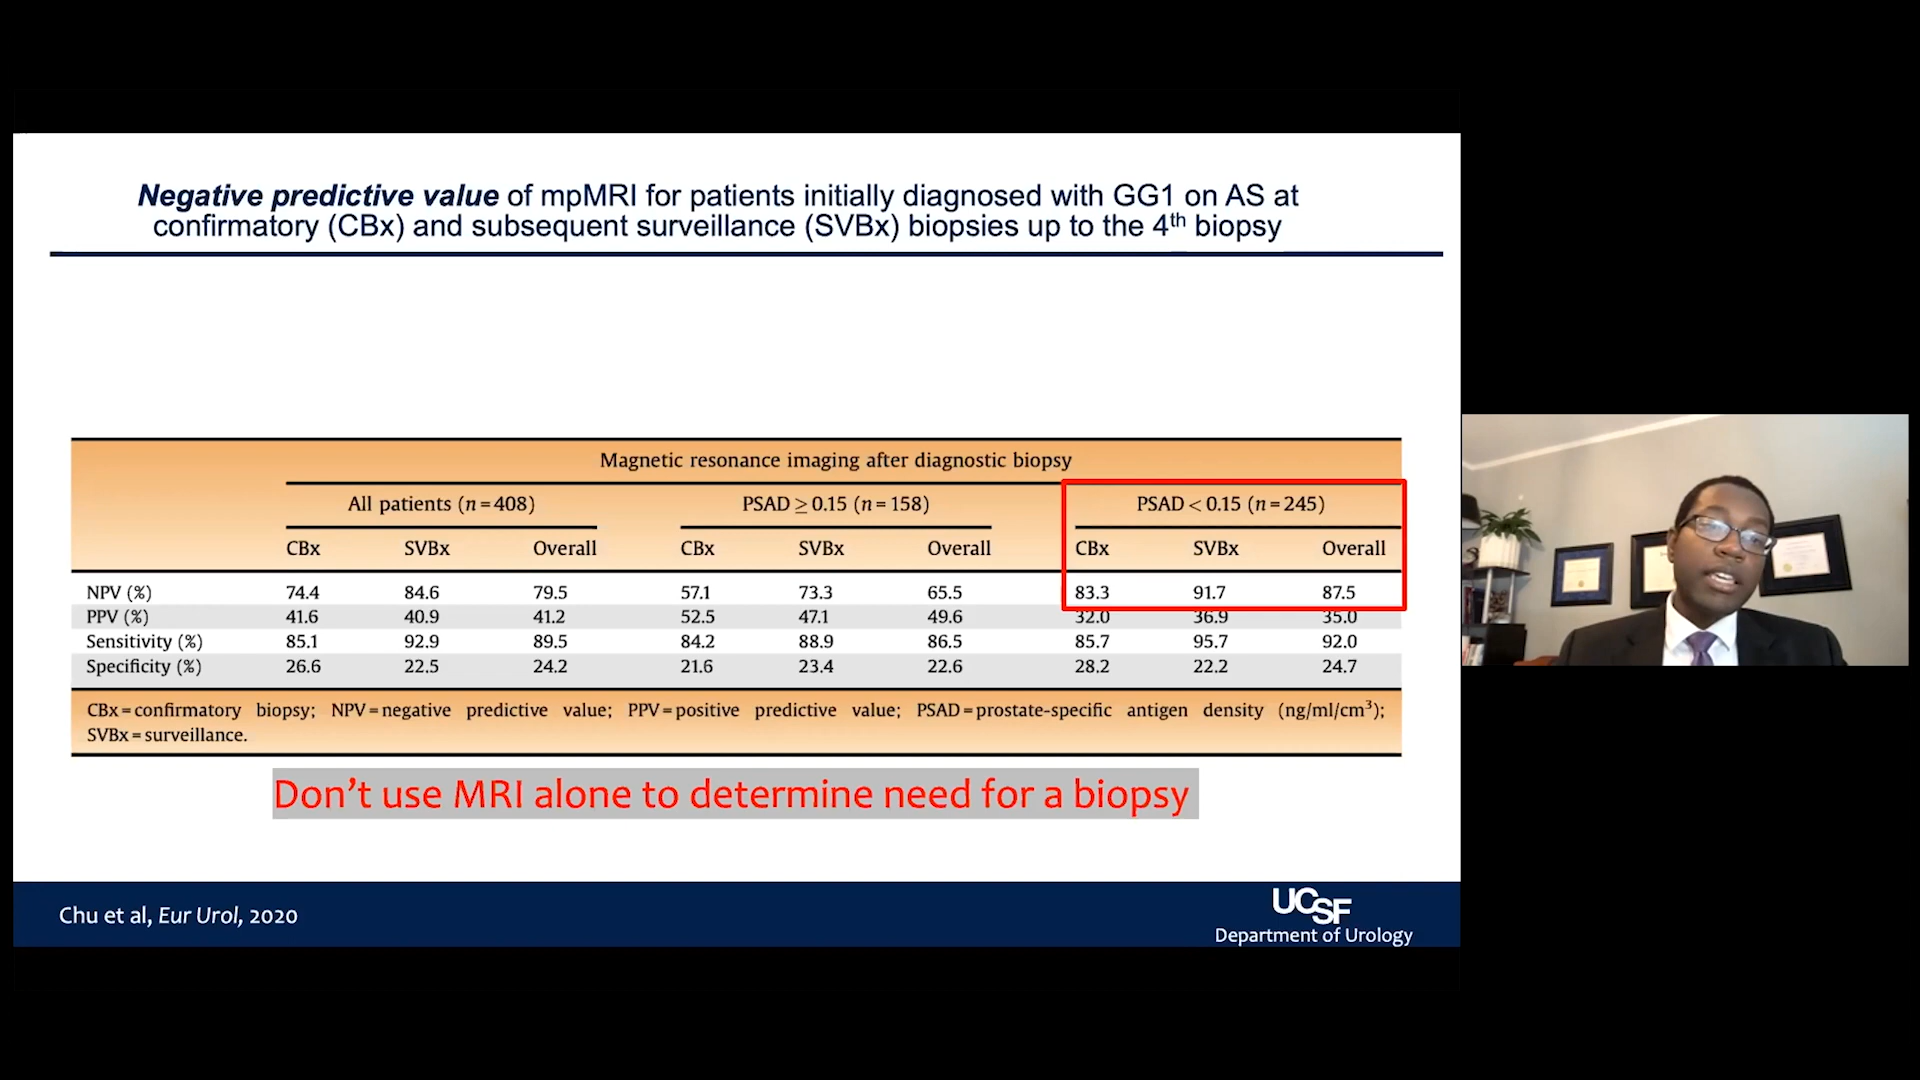 Negative predictive value of mpMRI for patients initially diagnosed with GG1 on AS at
confirmatory (CBx) and subsequent surveillance (SVBx) biopsies up to the 4th biopsy
Magnetic resonance imaging after diagnostic biopsy
All patients (n=408) PSAD ≥ 0.15 (n=158) PSAD < 0.15 (n=245)
CBx SVBx Overall CBx SVBx Overall CBx SVBx Overall
NPV (%) 74.4 84.6 79.5 57.1 73.3 65.5 83.3 91.7 87.5
PPV (%) 41.6 40.9 41.2 52.5 47.1 49.6 32.0 36.9 35.0
Sensitivity (%) 85.1 92.9 89.5 84.2 88.9 86.5 85.7 95.7 92.0
Specificity (%) 26.6 22.5 24.2 21.6 23.4 22.6 28.2 22.2 24.7
CBx=confirmatory biopsy; NPV=negative predictive value; PPV=positive predictive value; PSAD=prostate-specific antigen density (ng/ml/cm3);
SVBx=surveillance.
Don't use MRI alone to determine need for a biopsy
Chu et al, Eur Urol, 2020
UCSF
Department of Urology